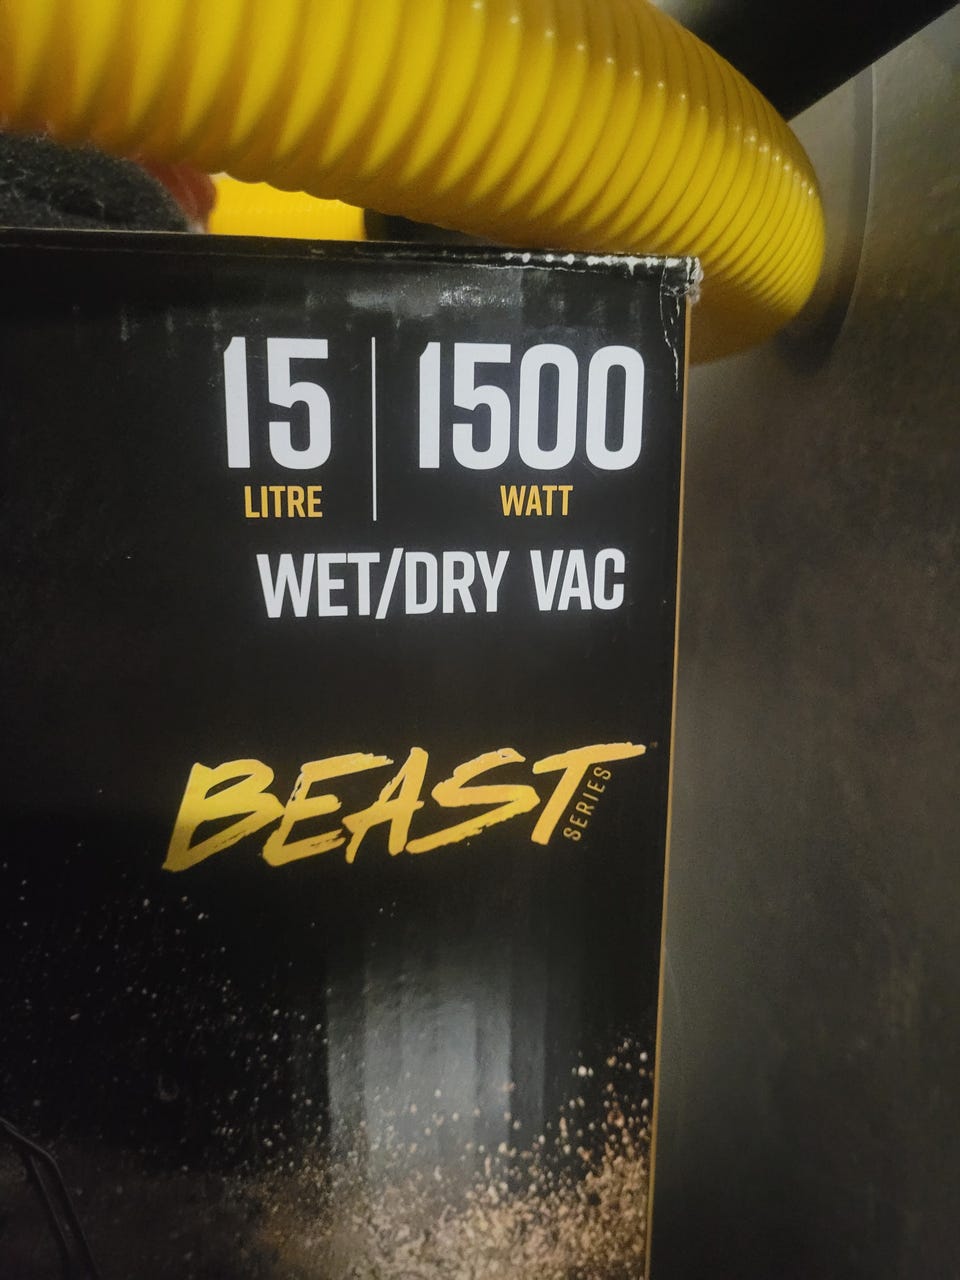 15 | 1500
LITRE WATT
WET/DRY VAC
BEAST
SERIES